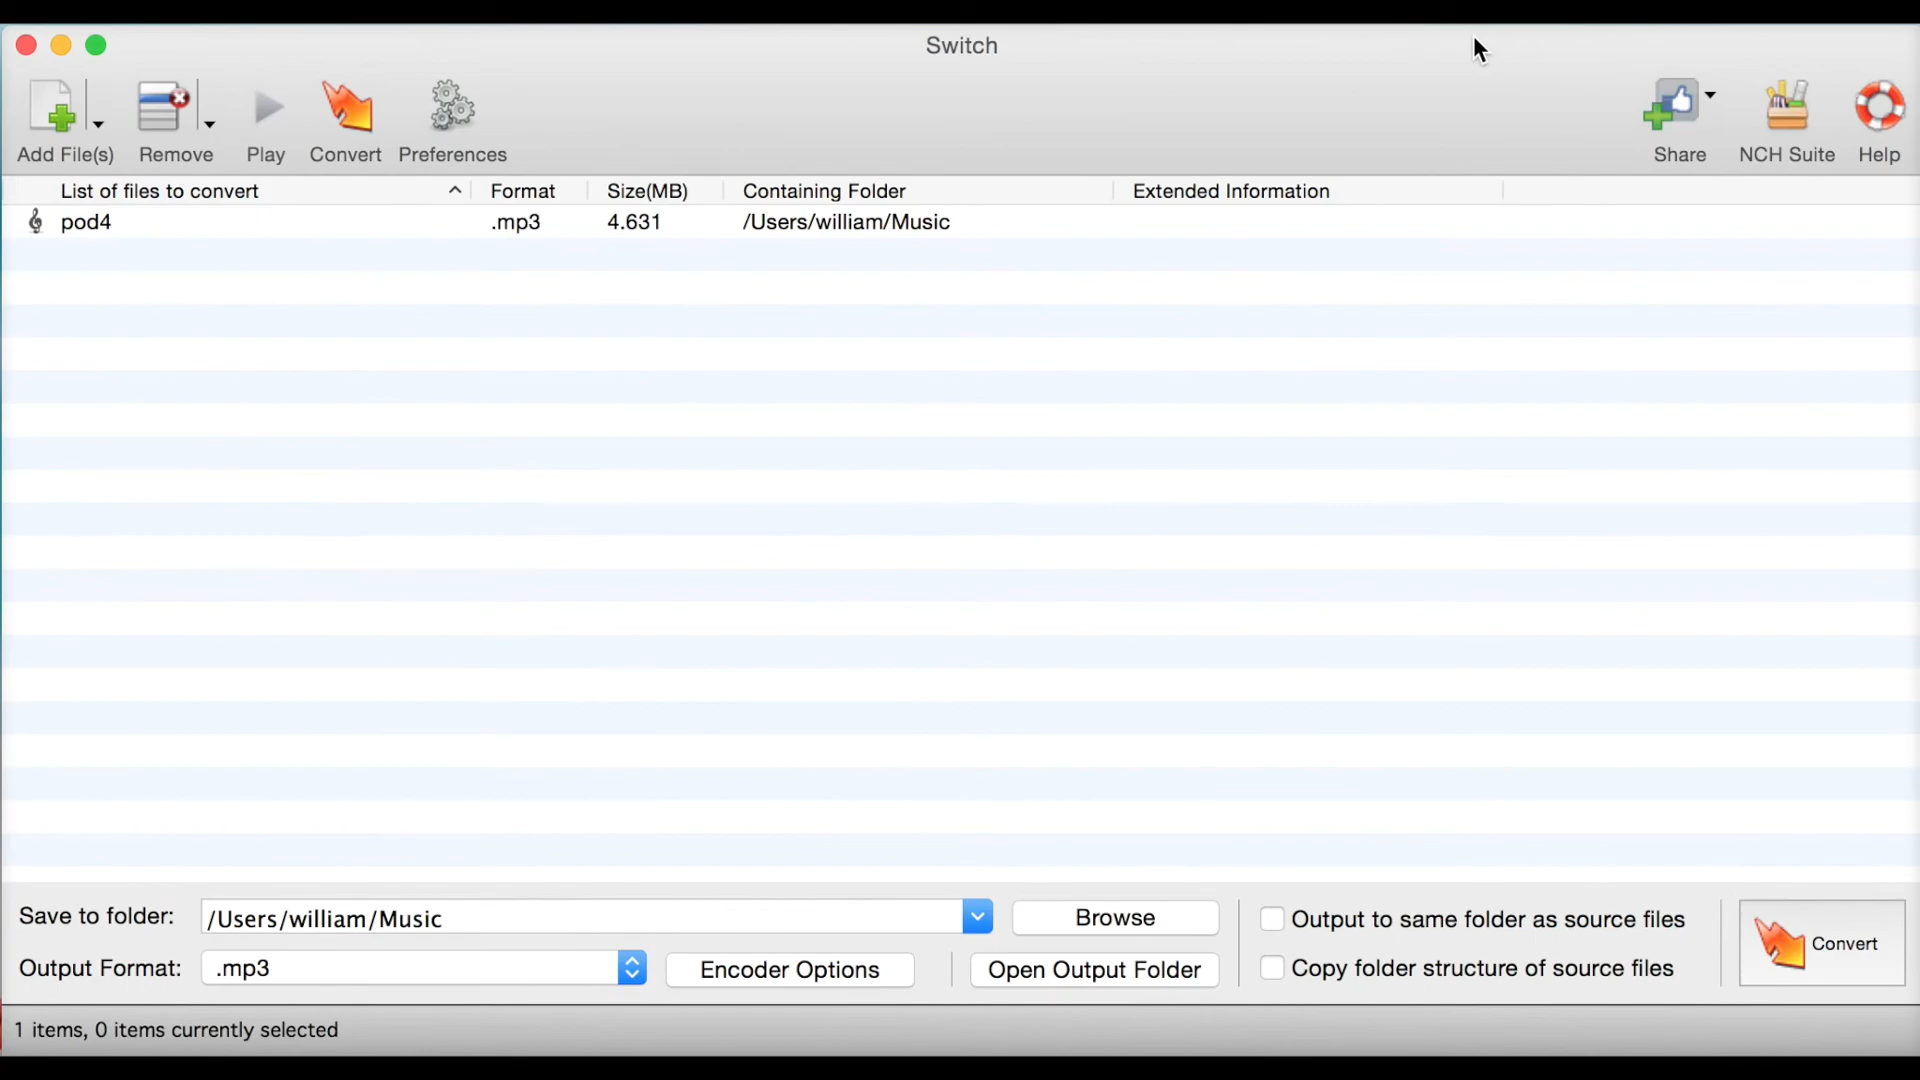 Switch
Add File(s) Remove Play Convert Preferences Share NCH Suite Help
List of files to convert Format Size(MB) Containing Folder Extended Information
pod4 .mp3 4.631 /Users/william/Music
Save to folder: /Users/william/Music Browse Output to same folder as source files
Output Format: .mp3 Encoder Options Open Output Folder Copy folder structure of source files
Convert
1 items, 0 items currently selected